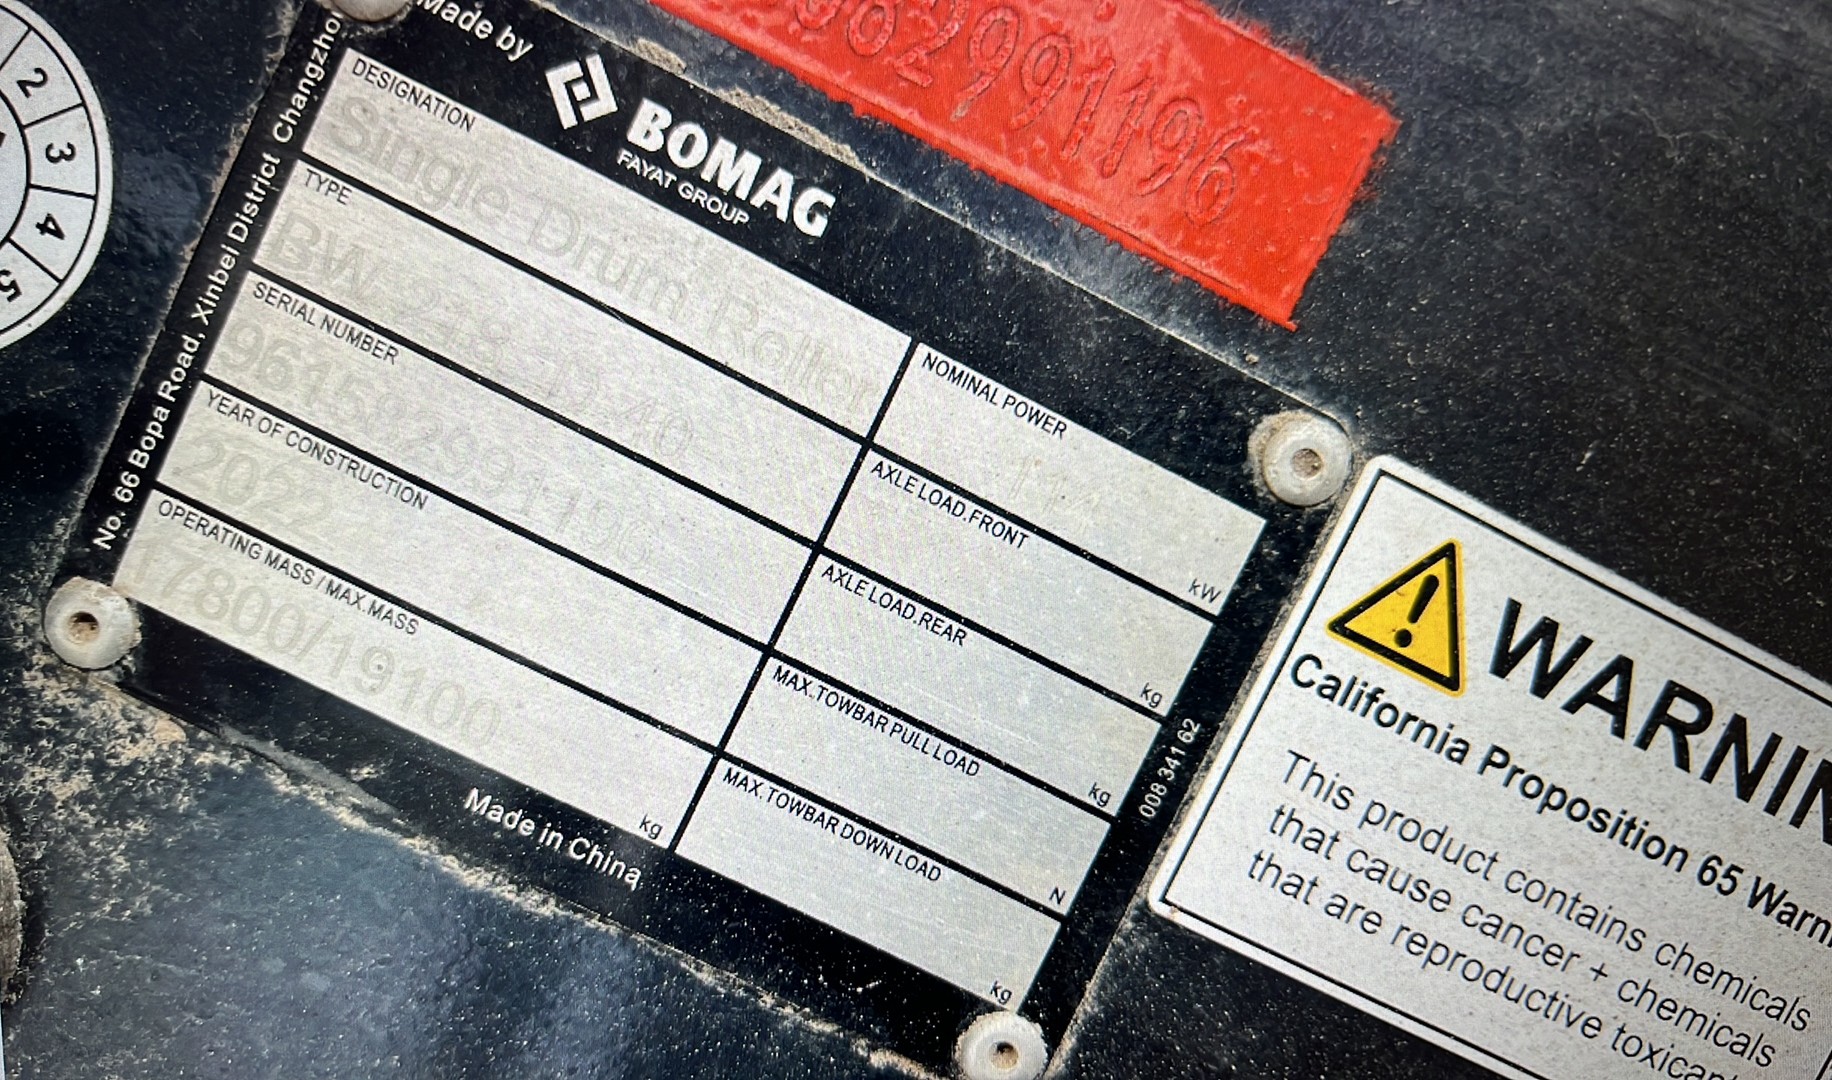 2
3
4
5
6299 1196
Made by
BOMAG
FAYAT GROUP
No. 66 Bopa Road, Xinbei District
DESIGNATION
Single Drum Roller
TYPE
BW 218 D-40
SERIAL NUMBER
961582991196
YEAR OF CONSTRUCTION
2022
OPERATING MASS / MAX.MASS
17800/19100
kg
NOMINAL POWER
kW
AXLE LOAD.FRONT
kg
AXLE LOAD.REAR
kg
MAX.TOWBAR PULL LOAD
N
MAX.TOWBAR DOWN LOAD
kg
Made in China
008 341 62
WARNIN
California Proposition 65 Warn
This product contains chemicals
that cause cancer + chemicals
that are reproductive toxican